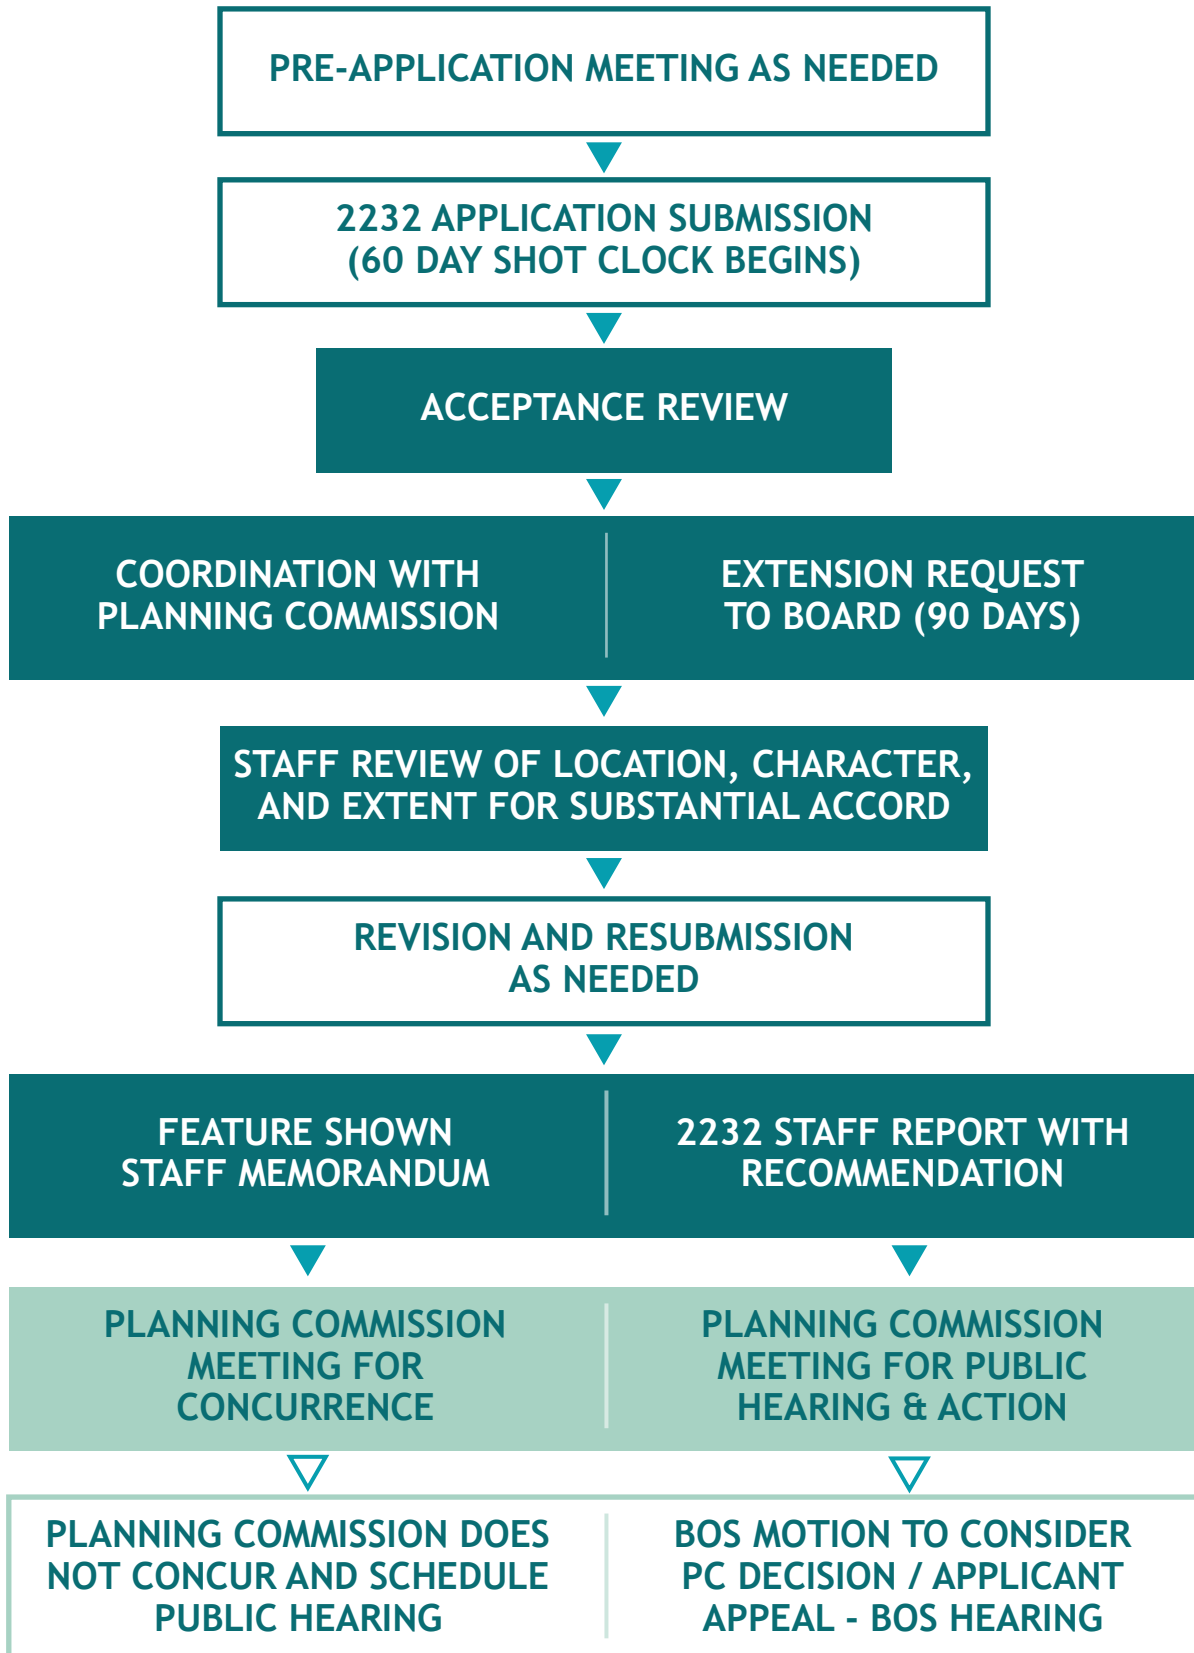 PRE-APPLICATION MEETING AS NEEDED
2232 APPLICATION SUBMISSION
(60 DAY SHOT CLOCK BEGINS)
ACCEPTANCE REVIEW
COORDINATION WITH
PLANNING COMMISSION
EXTENSION REQUEST
TO BOARD (90 DAYS)
STAFF REVIEW OF LOCATION, CHARACTER,
AND EXTENT FOR SUBSTANTIAL ACCORD
REVISION AND RESUBMISSION
AS NEEDED
FEATURE SHOWN
STAFF MEMORANDUM
2232 STAFF REPORT WITH
RECOMMENDATION
PLANNING COMMISSION
MEETING FOR
CONCURRENCE
PLANNING COMMISSION
MEETING FOR PUBLIC
HEARING & ACTION
PLANNING COMMISSION DOES
NOT CONCUR AND SCHEDULE
PUBLIC HEARING
BOS MOTION TO CONSIDER
PC DECISION / APPLICANT
APPEAL - BOS HEARING